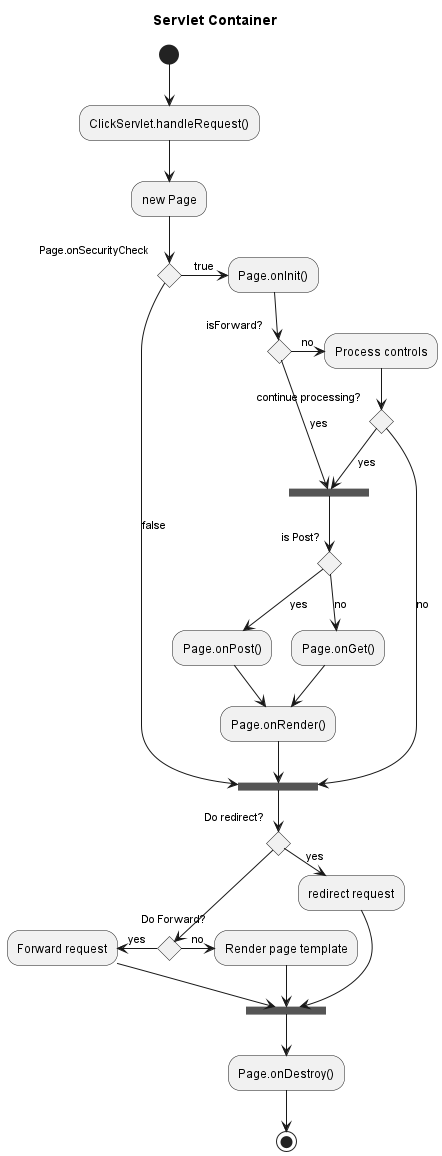 Servlet Container
ClickServlet.handleRequest()
new Page
Page.onSecurityCheck
true
Page.onInit()
isForward?
no
Process controls
continue processing?
yes
yes
false
is Post?
yes
no
no
Page.onPost()
Page.onGet()
Page.onRender()
Do redirect?
yes
redirect request
Do Forward?
yes
no
Forward request
Render page template
Page.onDestroy()